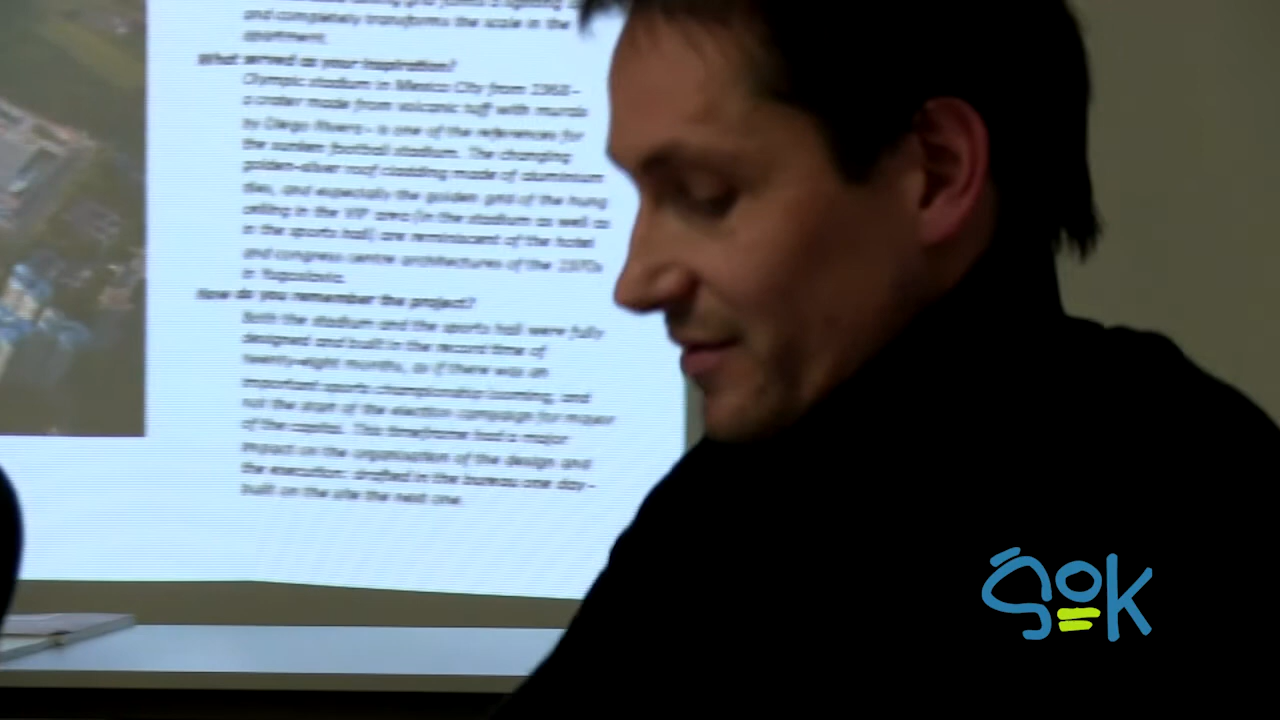 and completely transforms the scale in the
apartment.
What served as your inspiration?
Olympic stadium in Mexico City from 1968 –
a crater made from volcanic tuff with murals
by Diego Rivera – is one of the references for
the sunken football stadium. The changing
golden-silver roof cladding made of aluminium
tiles, and especially the golden grid of the hung
ceiling in the VIP area (in the stadium as well as
in the sports hall) are reminiscent of the hotel
and congress centre architectures of the 1970s
in Yugoslavia.
How do you remember the project?
Both the stadium and the sports hall were fully
designed and built in the record time of
twenty-eight months, as if there was an
important sports championship looming, and
not the start of the election campaign for mayor
of the capital. This timeframe had a major
impact on the organisation of the design and
the execution: drafted in the bureau one day –
built on the site the next one.
SOK